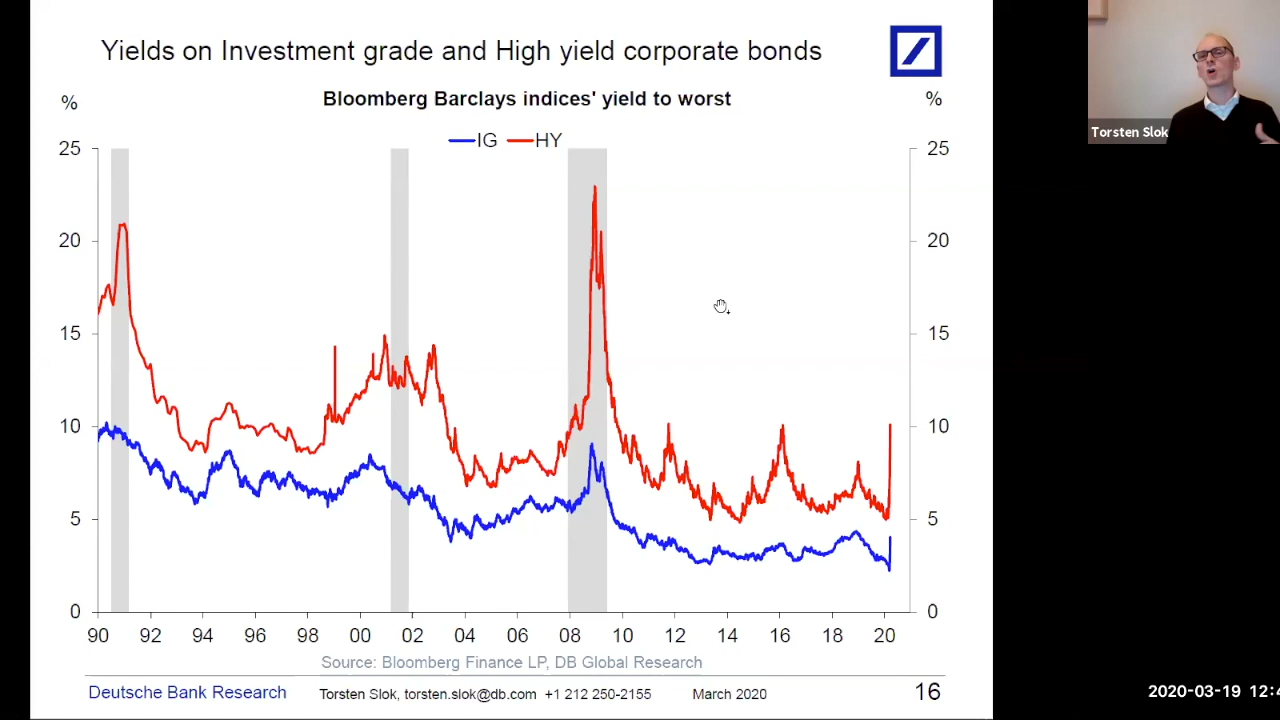 Yields on Investment grade and High yield corporate bonds
Torsten Slok
% Bloomberg Barclays indices' yield to worst %
IG HY
25 25
20 20
15 15
10 10
5 5
0 0
90 92 94 96 98 00 02 04 06 08 10 12 14 16 18 20
Source: Bloomberg Finance LP, DB Global Research
Deutsche Bank Research Torsten Slok, torsten.slok@db.com +1 212 250-2155 March 2020 16
2020-03-19